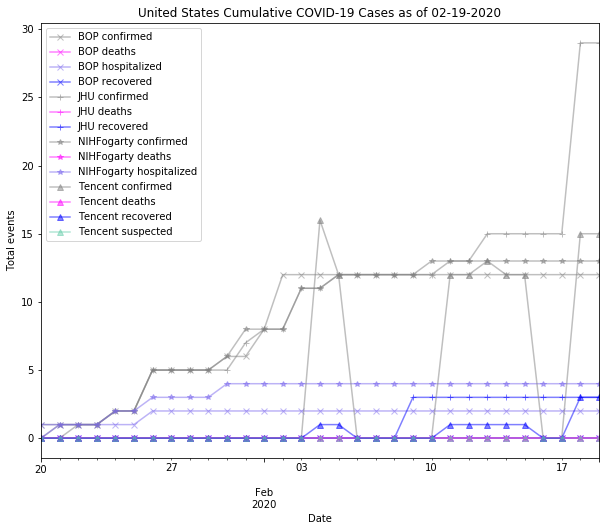 United States Cumulative COVID-19 Cases as of 02-19-2020
30
25
20
15
10
5
0
Total events
BOP confirmed
BOP deaths
BOP hospitalized
BOP recovered
JHU confirmed
JHU deaths
JHU recovered
NIHFogarty confirmed
NIHFogarty deaths
NIHFogarty hospitalized
Tencent confirmed
Tencent deaths
Tencent recovered
Tencent suspected
20 27 03 10 17
Feb
2020
Date